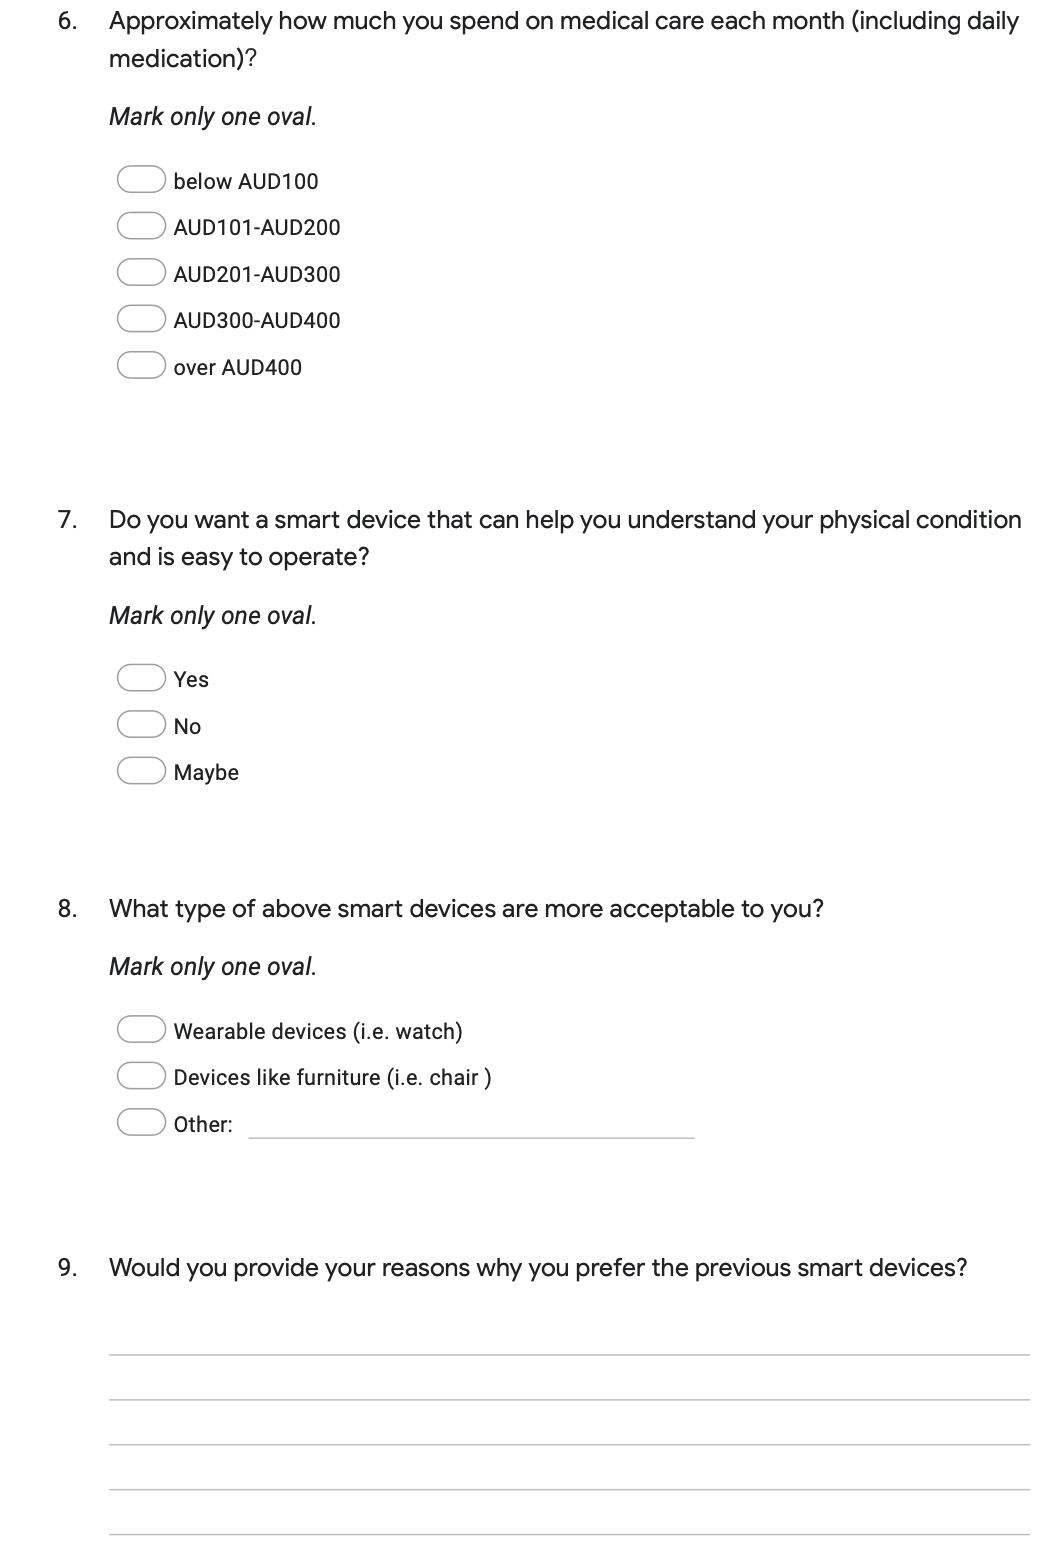 6. Approximately how much you spend on medical care each month (including daily
medication)?
Mark only one oval.
below AUD100
AUD101-AUD200
AUD201-AUD300
AUD300-AUD400
over AUD400
7. Do you want a smart device that can help you understand your physical condition
and is easy to operate?
Mark only one oval.
Yes
No
Maybe
8. What type of above smart devices are more acceptable to you?
Mark only one oval.
Wearable devices (i.e. watch)
Devices like furniture (i.e. chair )
Other:
9. Would you provide your reasons why you prefer the previous smart devices?